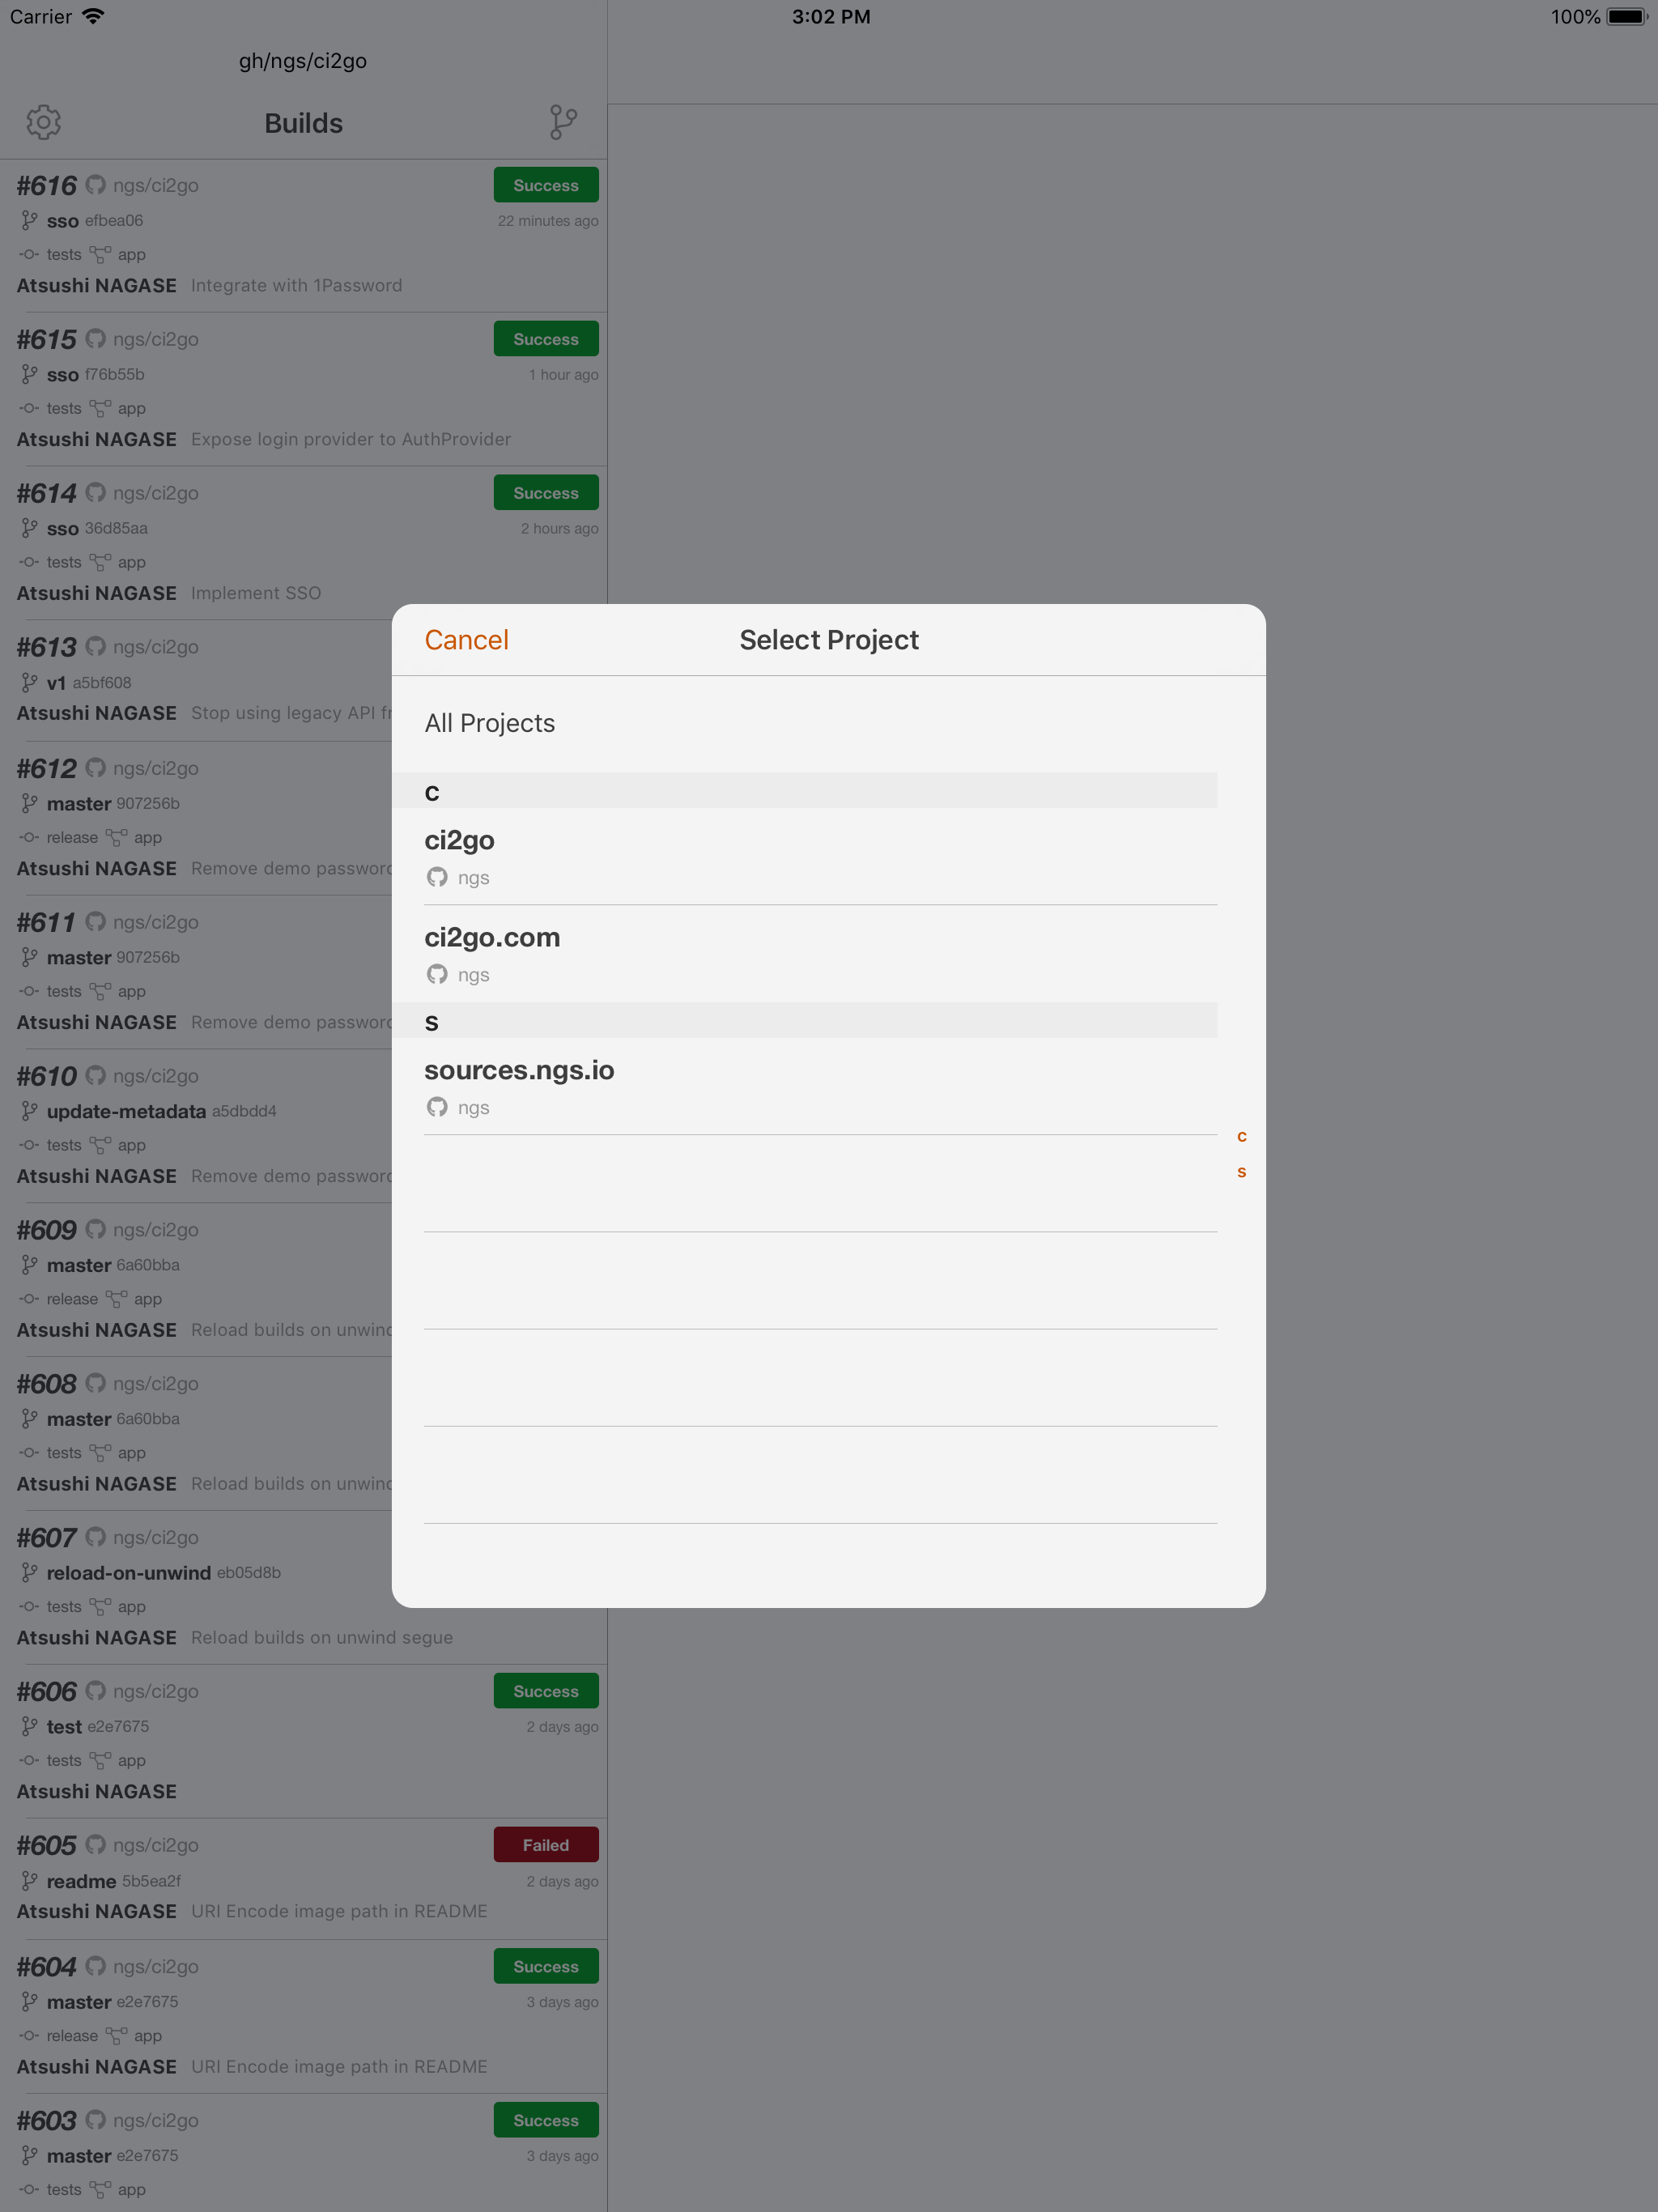 Carrier
3:02 PM
100%
gh/ngs/ci2go
Builds
#616 ngs/ci2go Success
sso efbea06 22 minutes ago
tests app
Atsushi NAGASE Integrate with 1Password
#615 ngs/ci2go Success
sso f76b55b 1 hour ago
tests app
Atsushi NAGASE Expose login provider to AuthProvider
#614 ngs/ci2go Success
sso 36d85aa 2 hours ago
tests app
Atsushi NAGASE Implement SSO
#613 ngs/ci2go
v1 a5bf608
Atsushi NAGASE Stop using legacy API
#612 ngs/ci2go
master 907256b
release app
Atsushi NAGASE Remove demo password
#611 ngs/ci2go
master 907256b
tests app
Atsushi NAGASE Remove demo password
#610 ngs/ci2go
update-metadata a5dbdd4
tests app
Atsushi NAGASE Remove demo password
#609 ngs/ci2go
master 6a60bba
release app
Atsushi NAGASE Reload builds on unwind
#608 ngs/ci2go
master 6a60bba
tests app
Atsushi NAGASE Reload builds on unwind
#607 ngs/ci2go
reload-on-unwind eb05d8b
tests app
Atsushi NAGASE Reload builds on unwind segue
#606 ngs/ci2go Success
test e2e7675 2 days ago
tests app
Atsushi NAGASE
#605 ngs/ci2go Failed
readme 5b5ea2f 2 days ago
Atsushi NAGASE URI Encode image path in README
#604 ngs/ci2go Success
master e2e7675 3 days ago
release app
Atsushi NAGASE URI Encode image path in README
#603 ngs/ci2go Success
master e2e7675 3 days ago
tests app
Cancel
Select Project
All Projects
c
ci2go
ngs
ci2go.com
ngs
s
sources.ngs.io
ngs
c
s